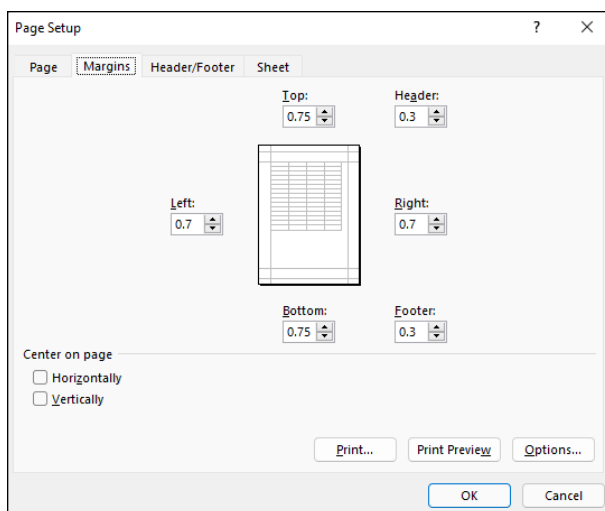 Page Setup ?
Page Margins Header/Footer Sheet
Top: Header:
0.75 0.3
Left: Right:
0.7 0.7
Bottom: Footer:
0.75 0.3
Center on page
Horizontally
Vertically
Print... Print Preview Options...
OK Cancel